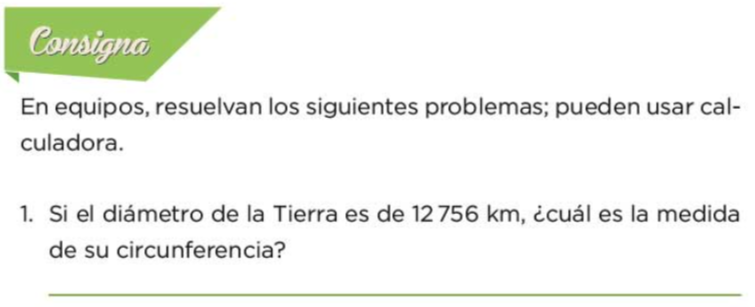 Consigna
En equipos, resuelvan los siguientes problemas; pueden usar cal-
culadora.
1. Si el diámetro de la Tierra es de 12 756 km, ¿cuál es la medida
de su circunferencia?